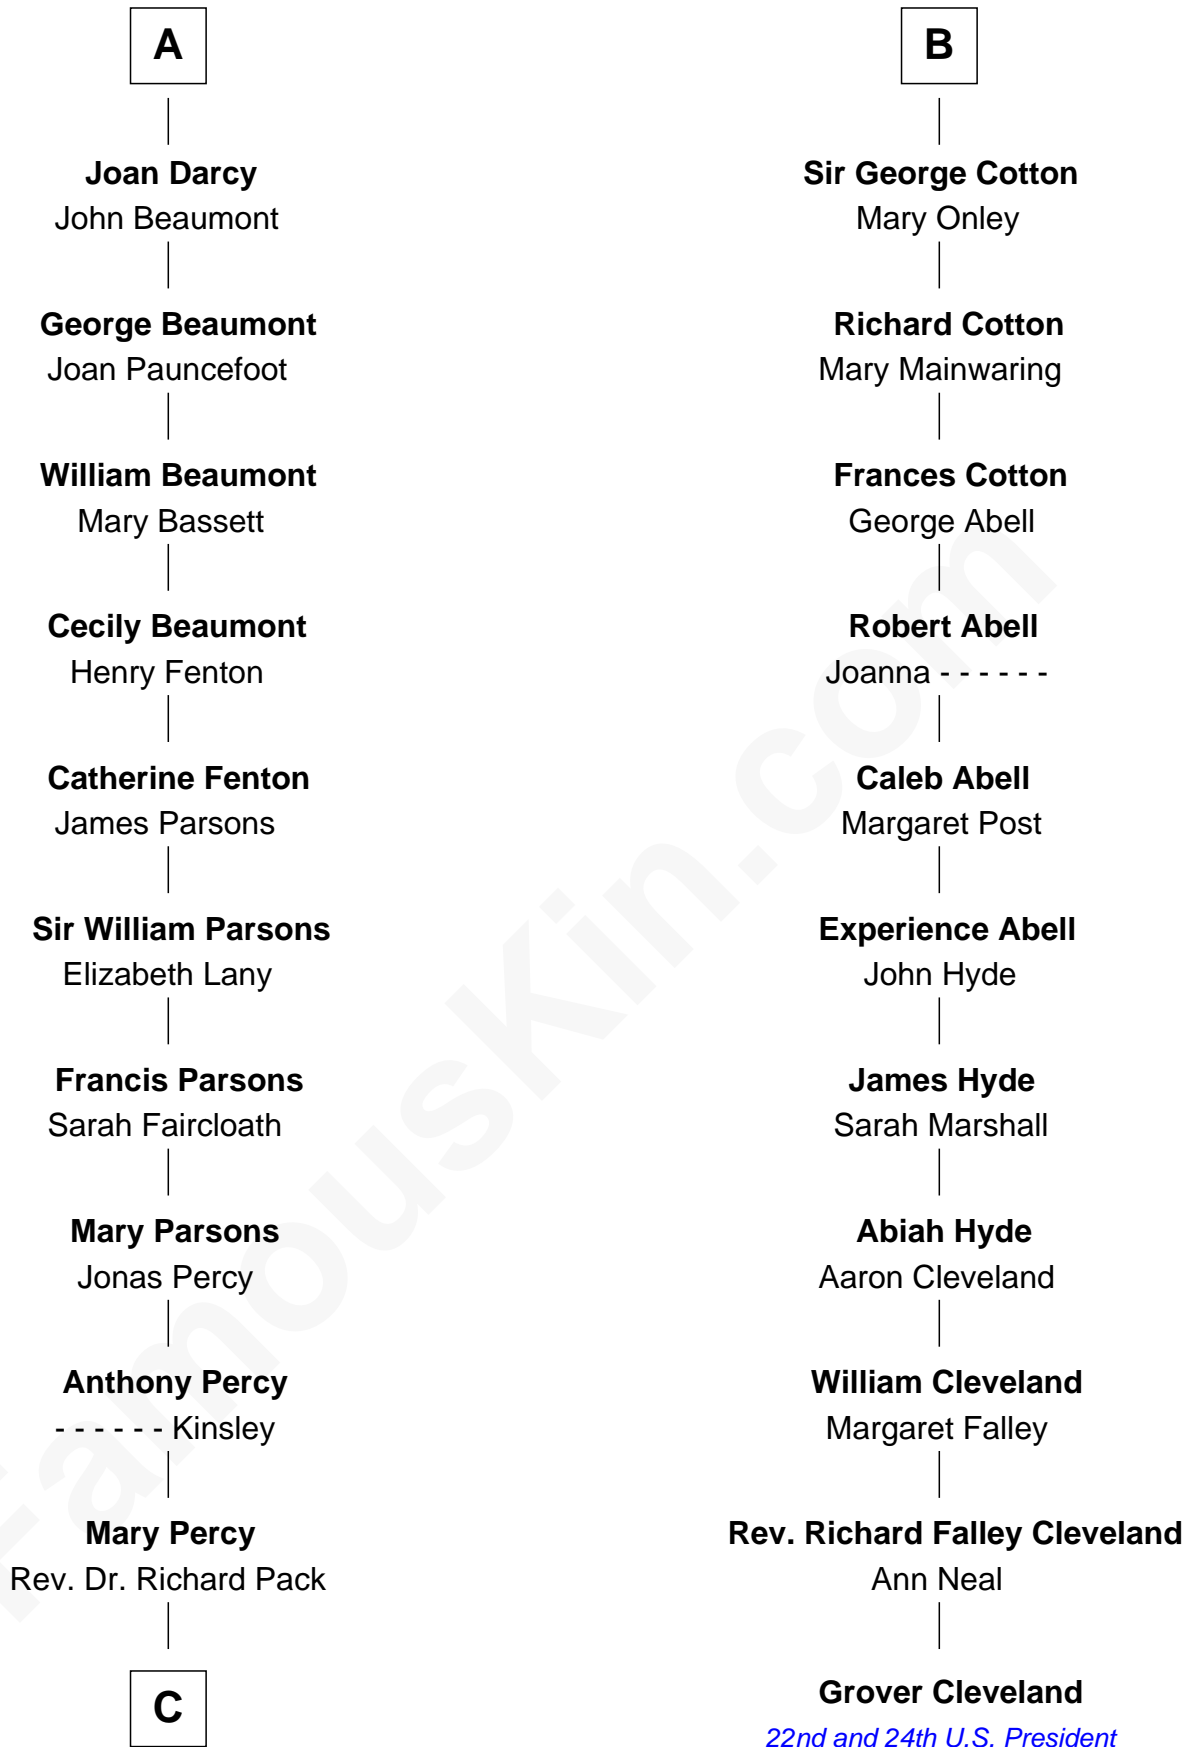 A
Joan Darcy
John Beaumont
George Beaumont
Joan Pauncefoot
William Beaumont
Mary Bassett
Cecily Beaumont
Henry Fenton
Catherine Fenton
James Parsons
Sir William Parsons
Elizabeth Lany
Francis Parsons
Sarah Faircloath
Mary Parsons
Jonas Percy
Anthony Percy
- - - - - - Kinsley
Mary Percy
Rev. Dr. Richard Pack
C
B
Sir George Cotton
Mary Onley
Richard Cotton
Mary Mainwaring
Frances Cotton
George Abell
Robert Abell
Joanna - - - - - -
Caleb Abell
Margaret Post
Experience Abell
John Hyde
James Hyde
Sarah Marshall
Abiah Hyde
Aaron Cleveland
William Cleveland
Margaret Falley
Rev. Richard Falley Cleveland
Ann Neal
Grover Cleveland
22nd and 24th U.S. President
FamousKin.com